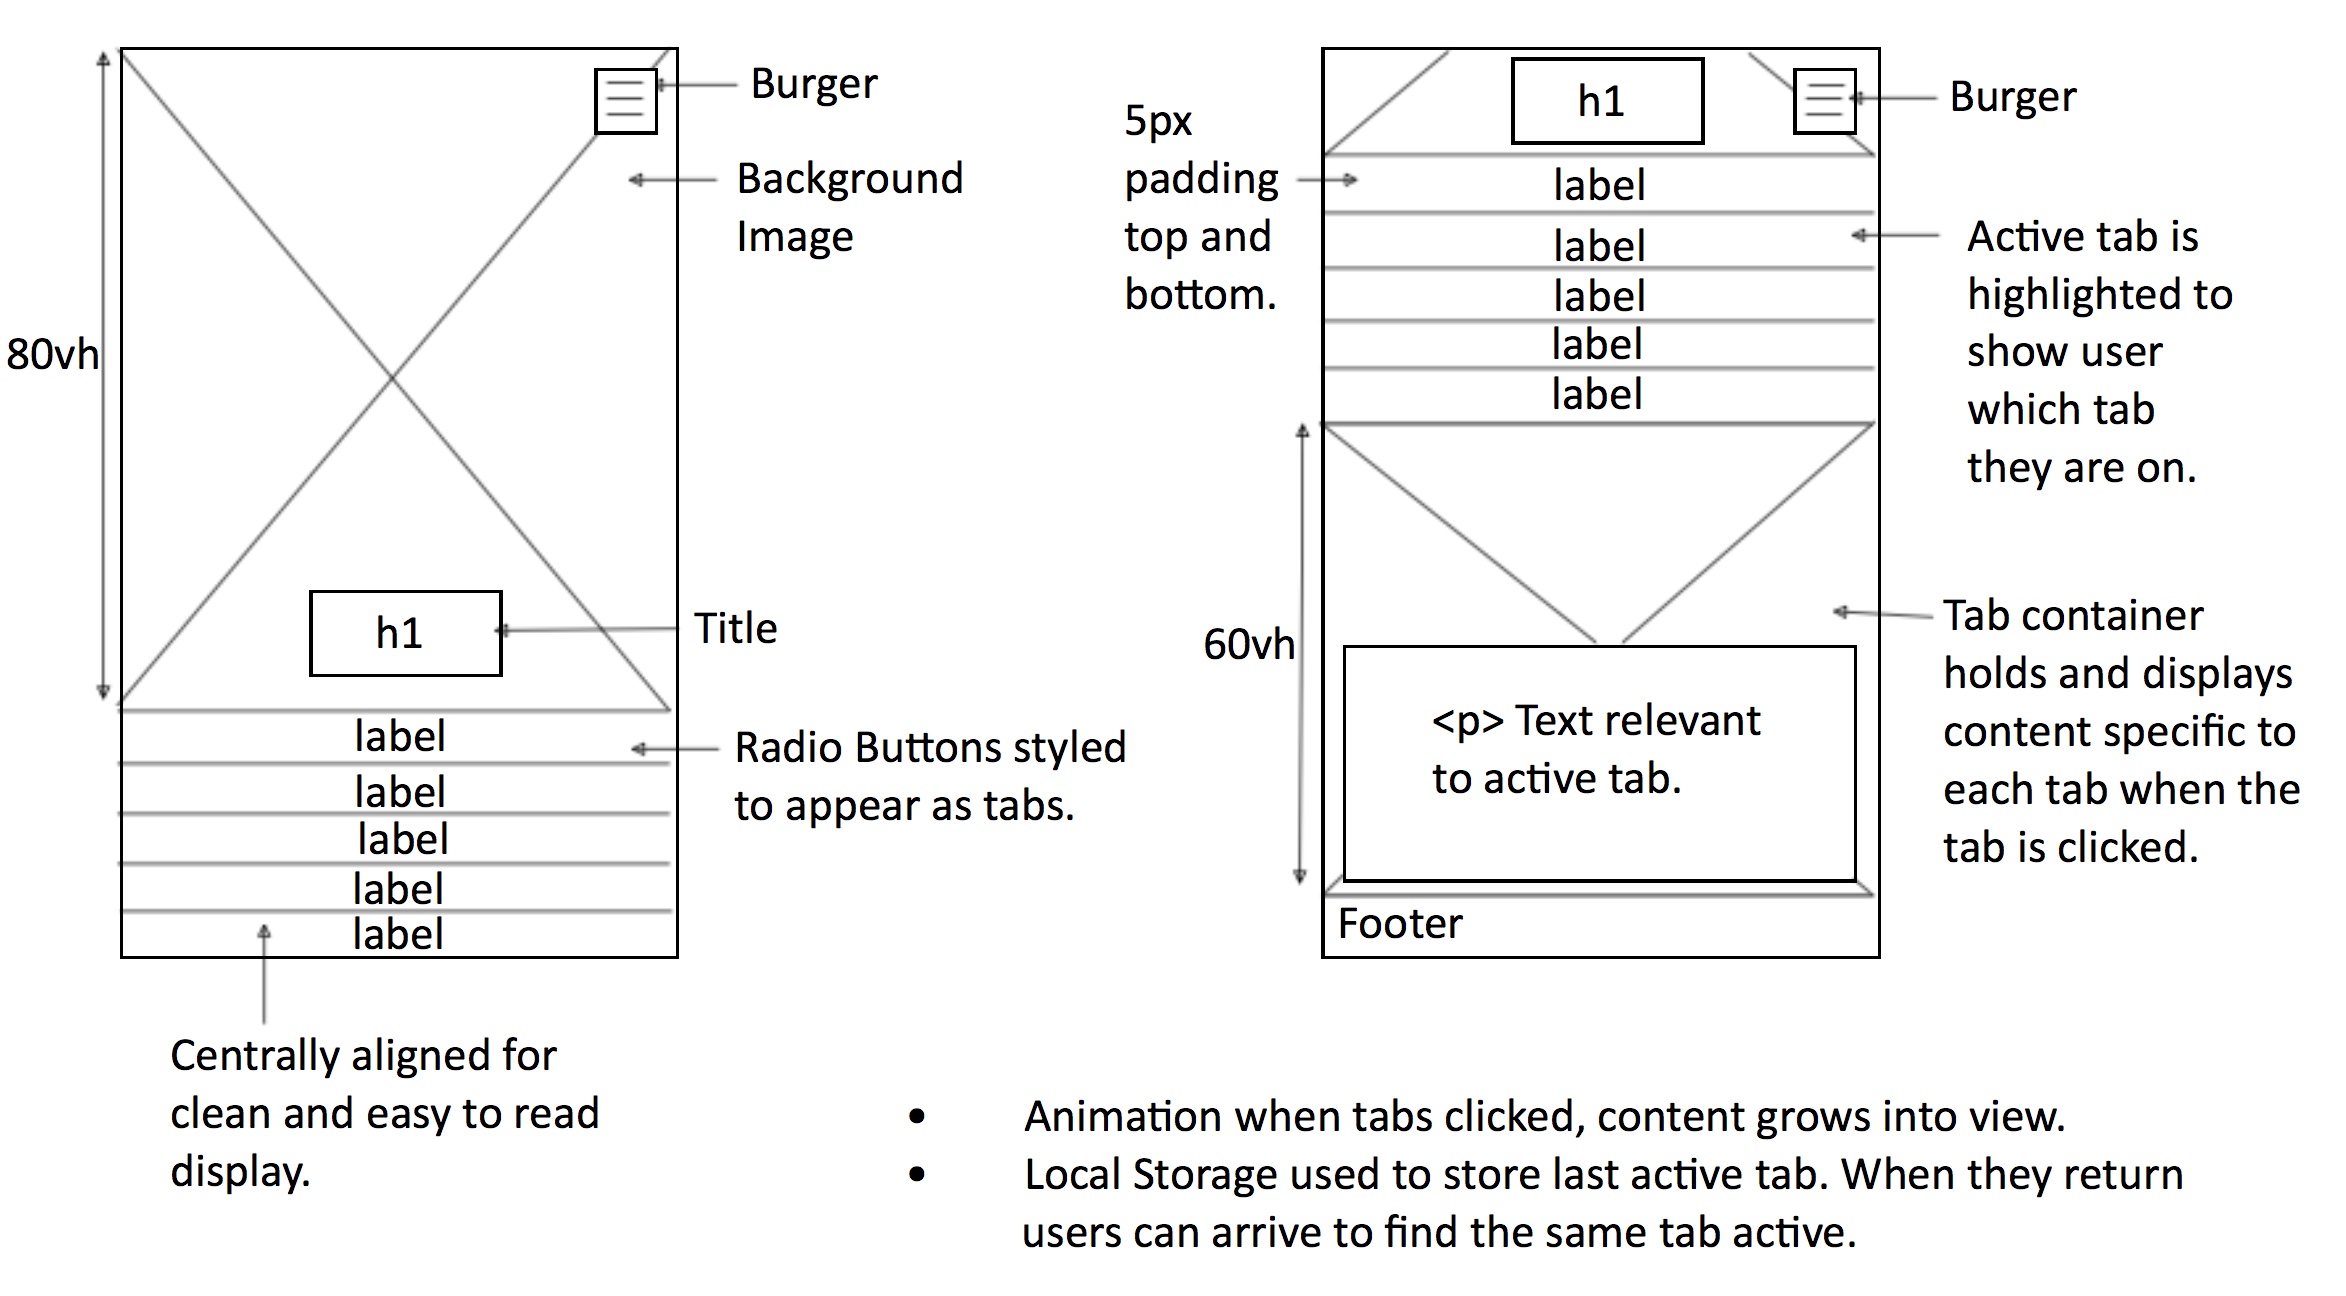 Burger
Background
Image
80vh
h1
Title
label
label
label
label
label
Radio Buttons styled
to appear as tabs.
Centrally aligned for
clean and easy to read
display.
h1
Burger
5px
padding
top and
bottom.
label
label
label
label
label
Active tab is
highlighted to
show user
which tab
they are on.
60vh
<p> Text relevant
to active tab.
Tab container
holds and displays
content specific to
each tab when the
tab is clicked.
Footer
• Animation when tabs clicked, content grows into view.
• Local Storage used to store last active tab. When they return
users can arrive to find the same tab active.